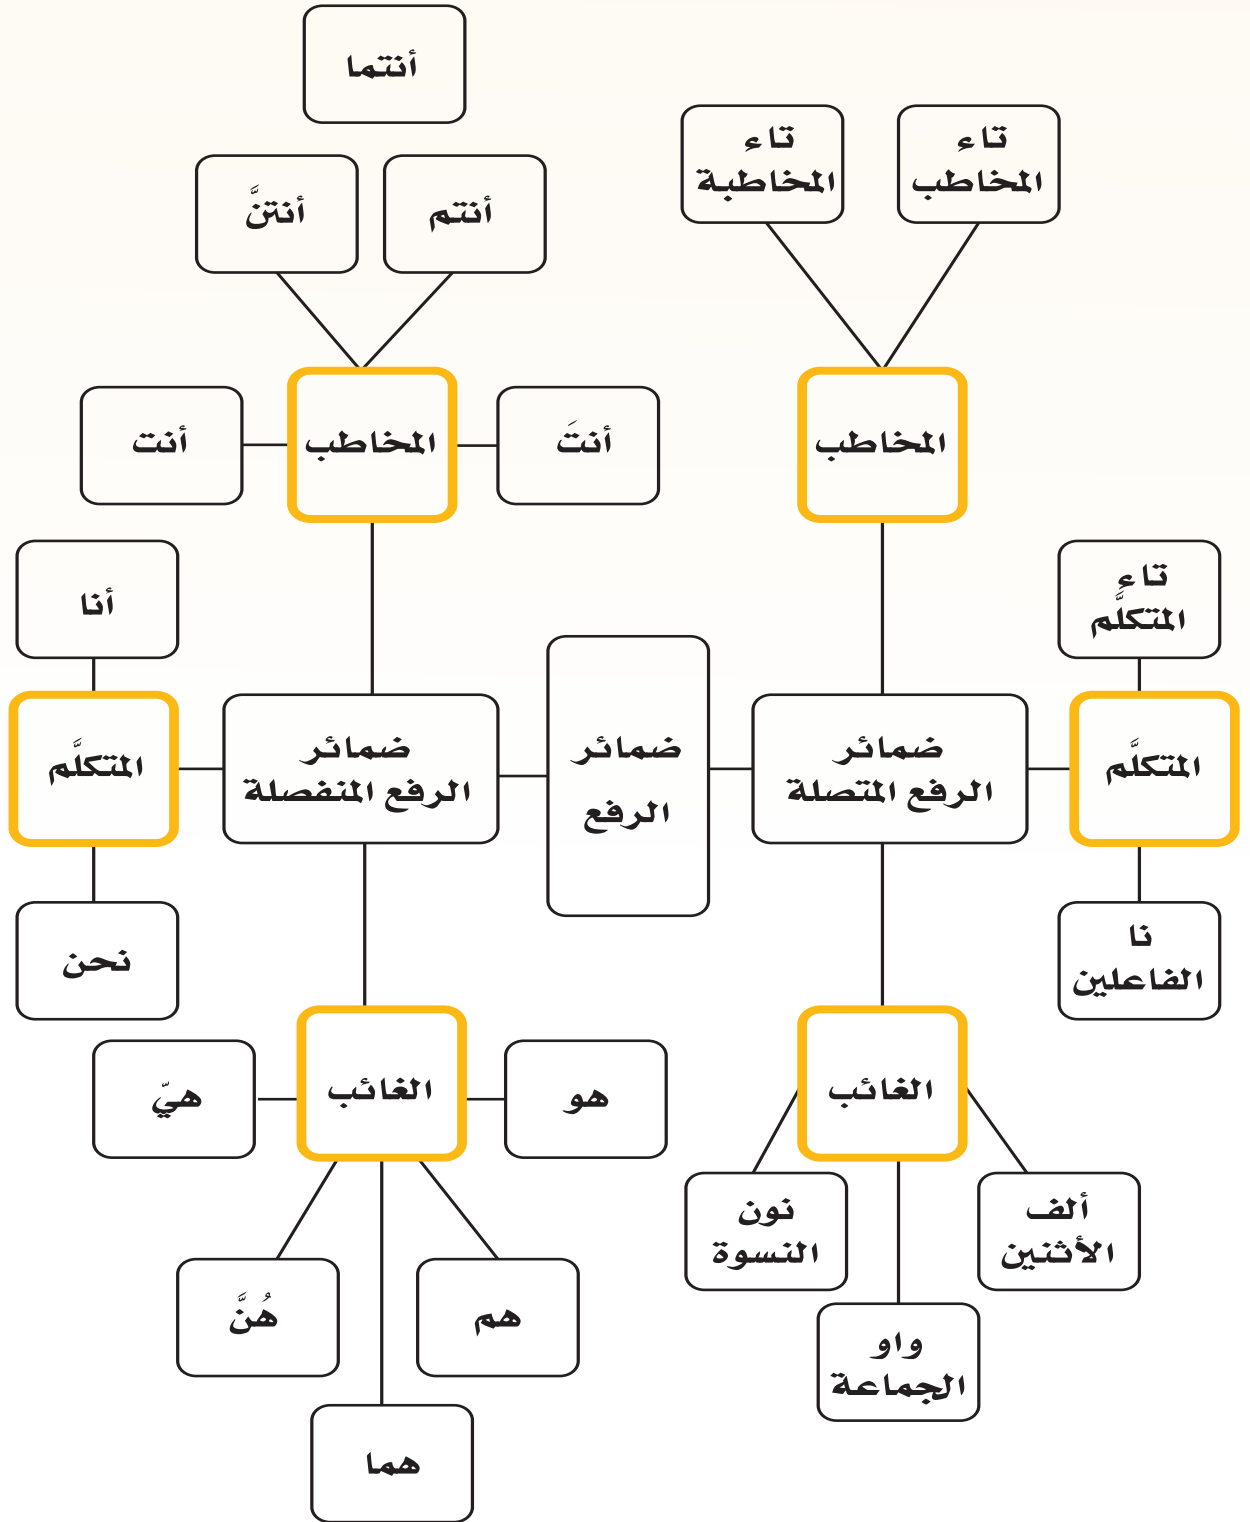 أنتما
تاء
المخاطب
تاء
المخاطبة
أنتم
أنتنَّ
المخاطب
أنتَ
المخاطب
أنت
تاء
المتكلَّم
أنا
المتكلَّم
ضمائر
الرفع المتصلة
ضمائر
الرفع
ضمائر
الرفع المنفصلة
المتكلَّم
نا
الفاعلين
نحن
الغائب
هو
الغائب
هيّ
ألف
الأثنين
نون
النسوة
هم
هُنَّ
واو
الجماعة
هما